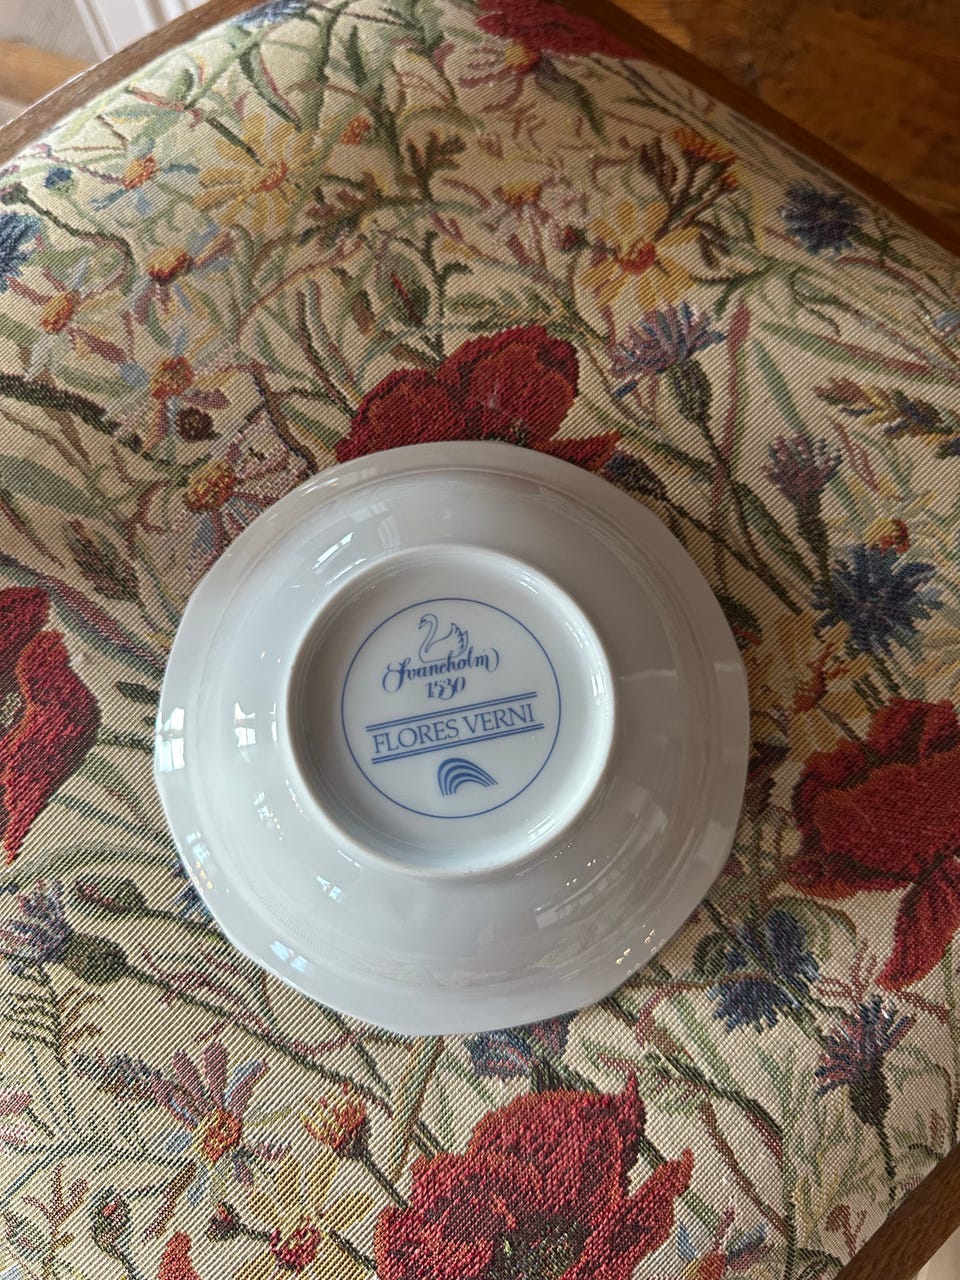 Svaneholm
1530
FLORES VERNI